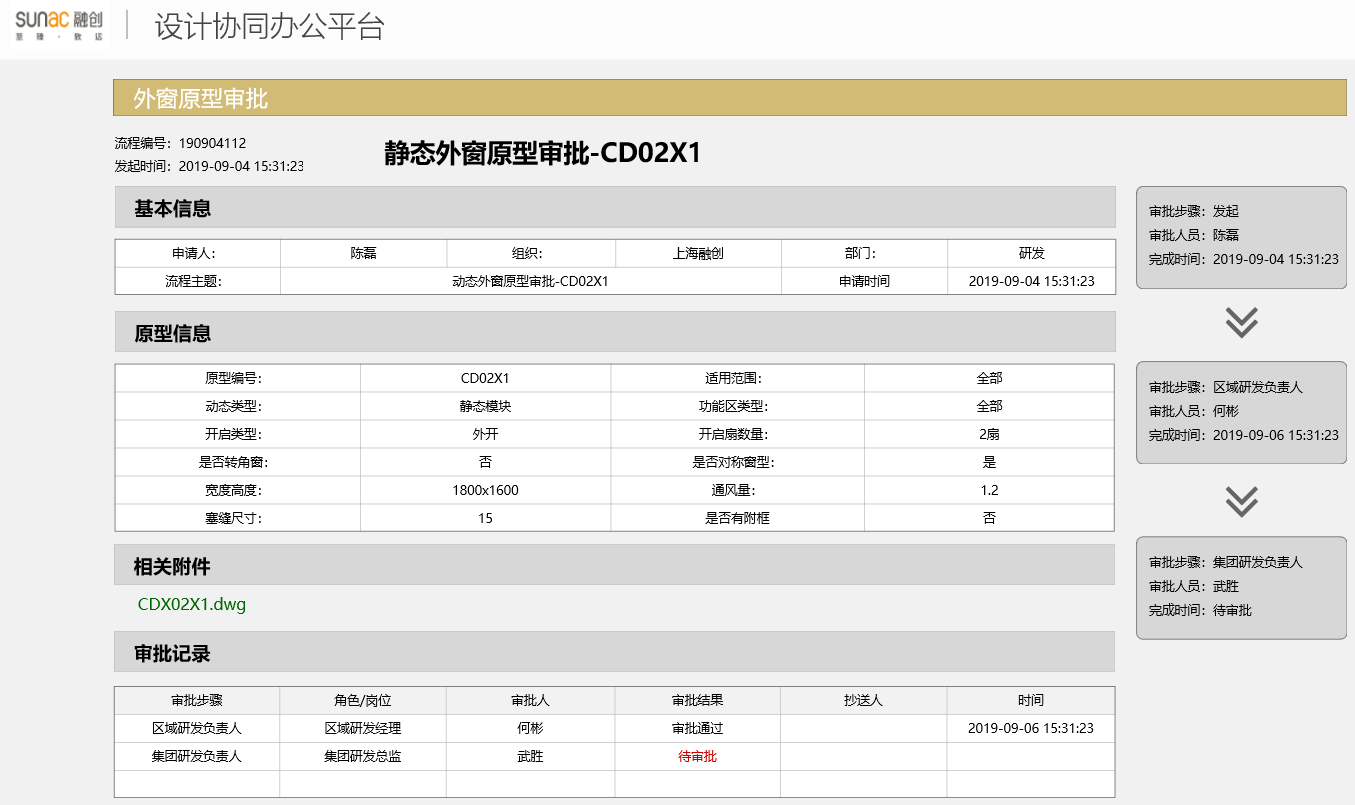 sunac 融创
至臻·致远
设计协同办公平台
外窗原型审批
流程编号：190904112
发起时间：2019-09-04 15:31:23
静态外窗原型审批-CD02X1
基本信息
申请人： 陈磊 组织： 上海融创 部门： 研发
流程主题： 动态外窗原型审批-CD02X1 申请时间 2019-09-04 15:31:23
原型信息
原型编号： CD02X1 适用范围： 全部
动态类型： 静态模块 功能区类型： 全部
开启类型： 外开 开启扇数量： 2扇
是否转角窗： 否 是否对称窗型： 是
宽度高度： 1800x1600 通风量： 1.2
塞缝尺寸： 15 是否有附框 否
相关附件
CDX02X1.dwg
审批记录
审批步骤 角色/岗位 审批人 审批结果 抄送人 时间
区域研发负责人 区域研发经理 何彬 审批通过 2019-09-06 15:31:23
集团研发负责人 集团研发总监 武胜 待审批
审批步骤：发起
审批人员：陈磊
完成时间：2019-09-04 15:31:23
审批步骤：区域研发负责人
审批人员：何彬
完成时间：2019-09-06 15:31:23
审批步骤：集团研发负责人
审批人员：武胜
完成时间：待审批